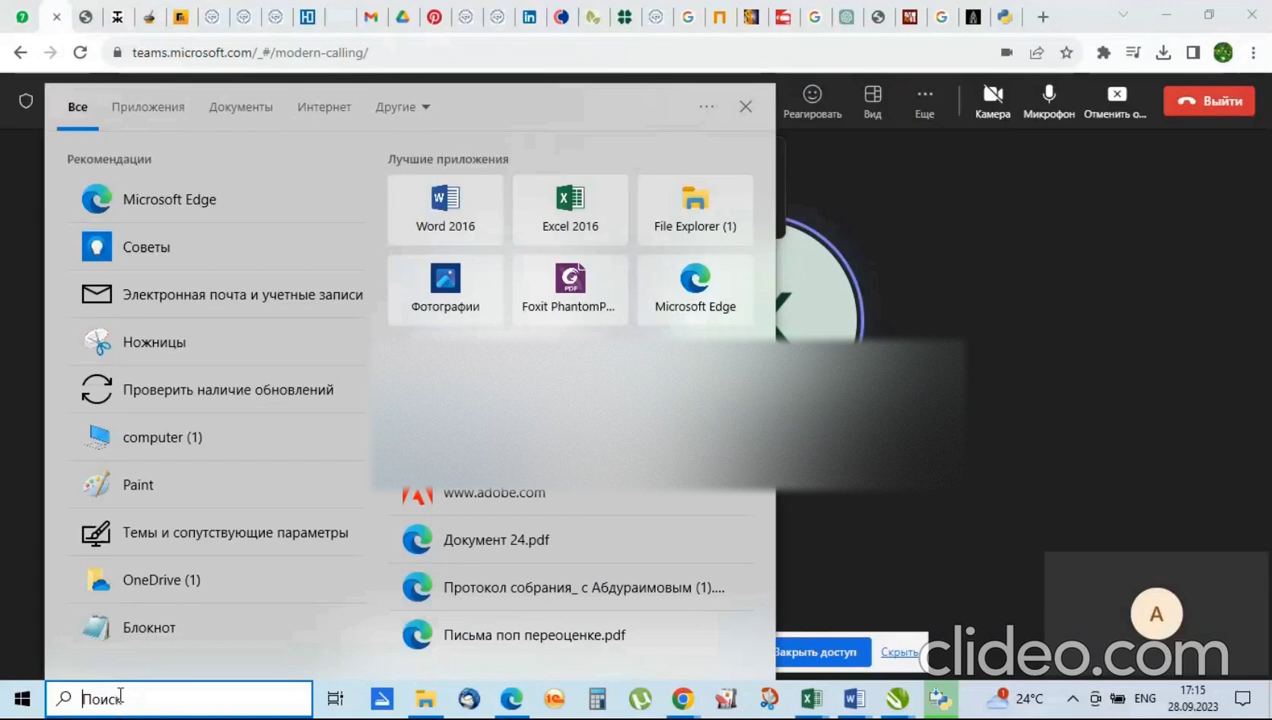 teams.microsoft.com/_#/modern-calling/
Все
Приложения
Документы
Интернет
Другие
Реагировать
Вид
Еще
Камера
Микрофон
Отменить о...
Выйти
Рекомендации
Microsoft Edge
Советы
Электронная почта и учетные записи
Ножницы
Проверить наличие обновлений
computer (1)
Paint
Темы и сопутствующие параметры
OneDrive (1)
Блокнот
Лучшие приложения
Word 2016
Excel 2016
File Explorer (1)
Фотографии
Foxit PhantomP...
Microsoft Edge
www.adobe.com
Документ 24.pdf
Протокол собрания_ с Абдураимовым (1)....
Письма поп переоценке.pdf
К
А
Закрыть доступ
Скрыть
clideo.com
Поиск
24°C
ENG
17:15
28.09.2023